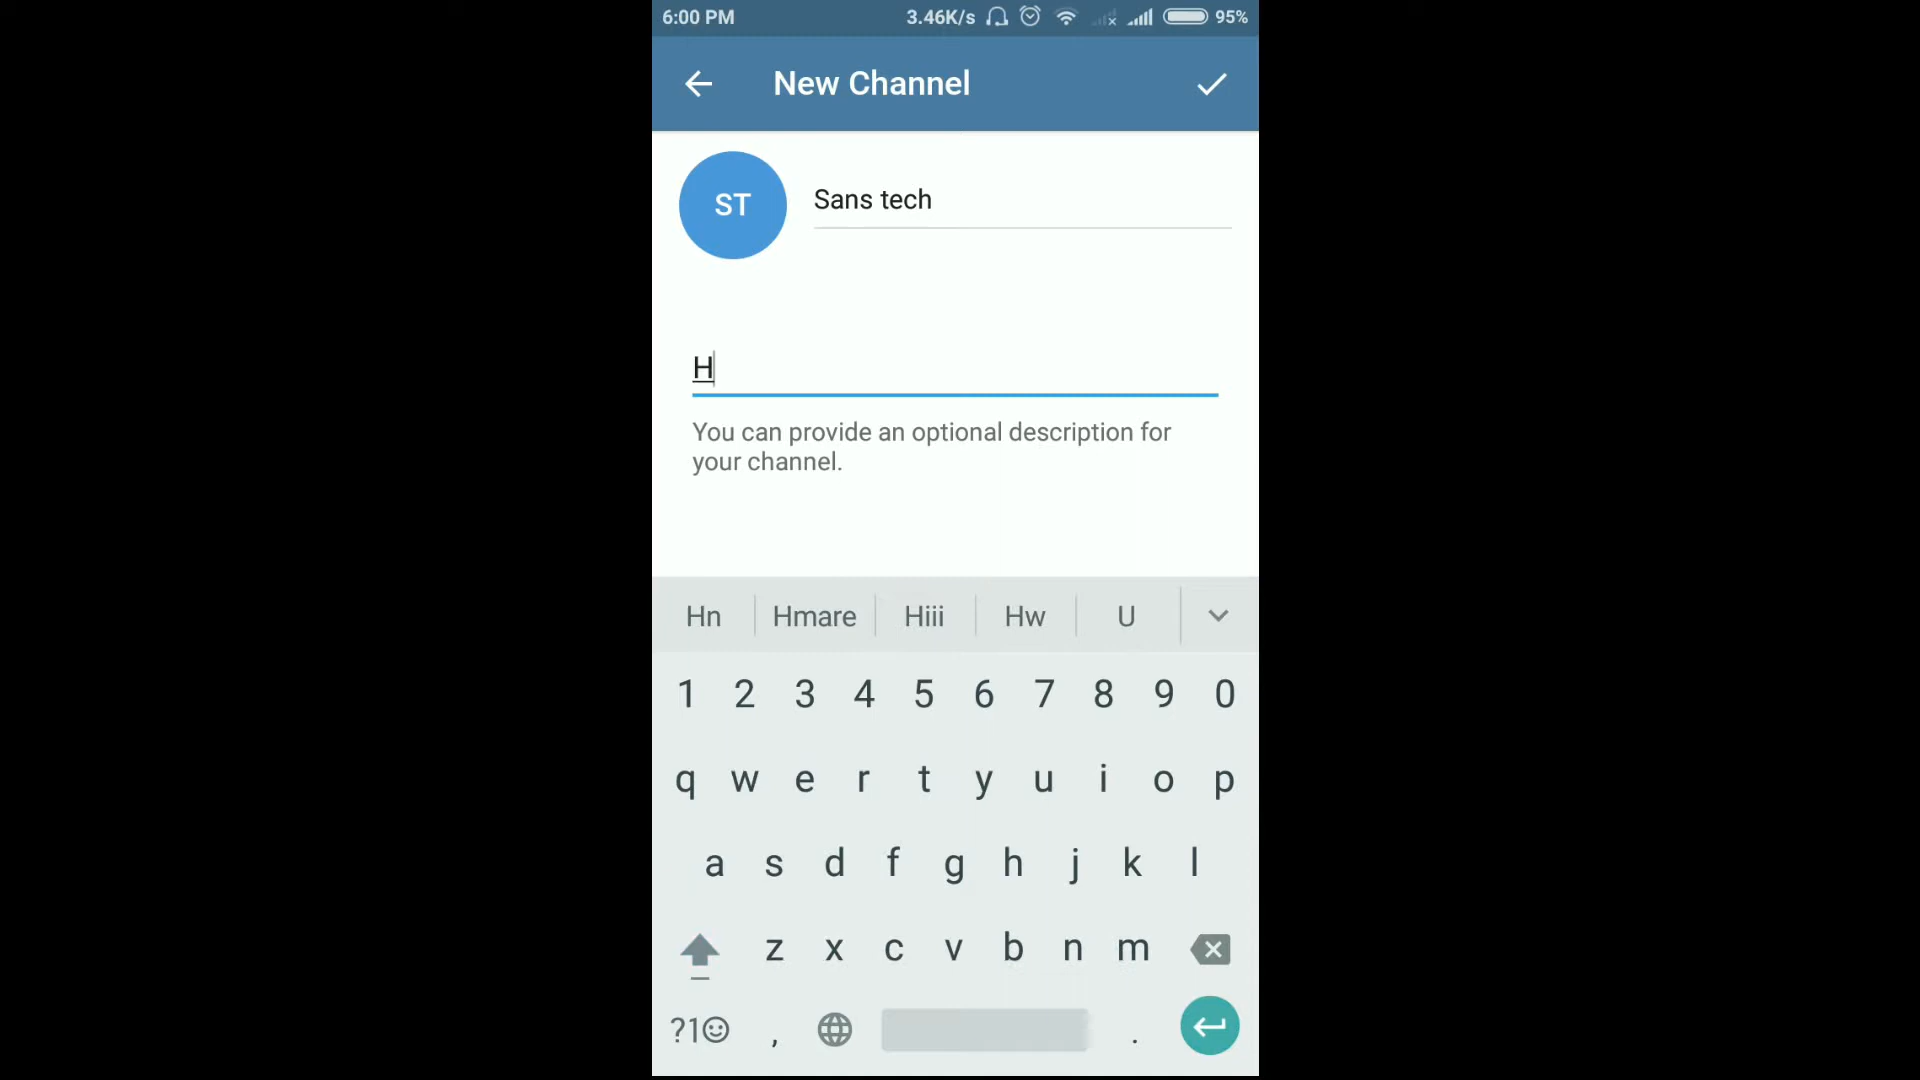 6:00 PM 3.46K/s 95%
New Channel
ST
Sans tech
H
You can provide an optional description for
your channel.
Hn Hmare Hiii Hw U
1 2 3 4 5 6 7 8 9 0
q w e r t y u i o p
a s d f g h j k l
z x c v b n m
?1☺ , .